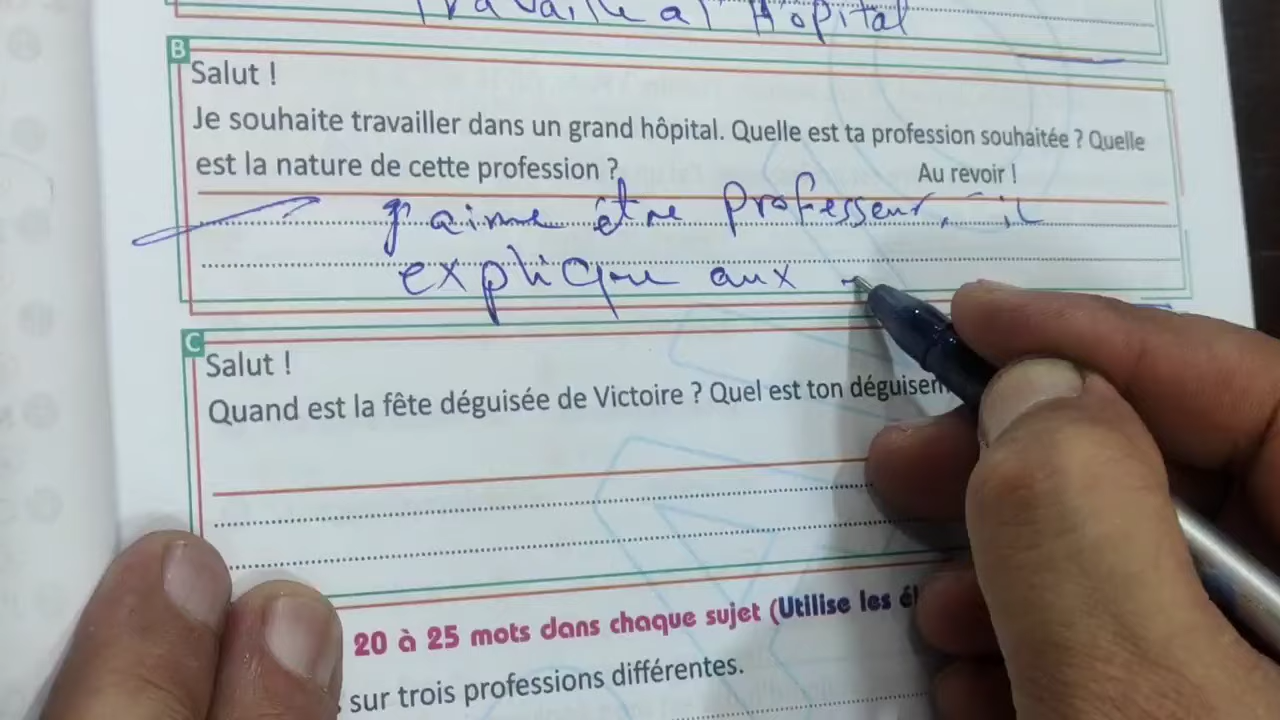 Travaille a l'Hôpital
B
Salut !
Je souhaite travailler dans un grand hôpital. Quelle est ta profession souhaitée ? Quelle
est la nature de cette profession ?
Au revoir !
J'aime être Professeur, il
explique aux
C
Salut !
Quand est la fête déguisée de Victoire ? Quel est ton
20 à 25 mots dans chaque sujet (Utilise les
sur trois professions différentes.